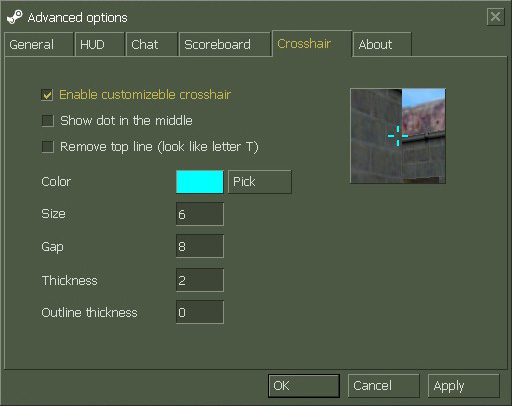 Advanced options
General HUD Chat Scoreboard Crosshair About
Enable customizeble crosshair
Show dot in the middle
Remove top line (look like letter T)
Color Pick
Size 6
Gap 8
Thickness 2
Outline thickness 0
OK Cancel Apply